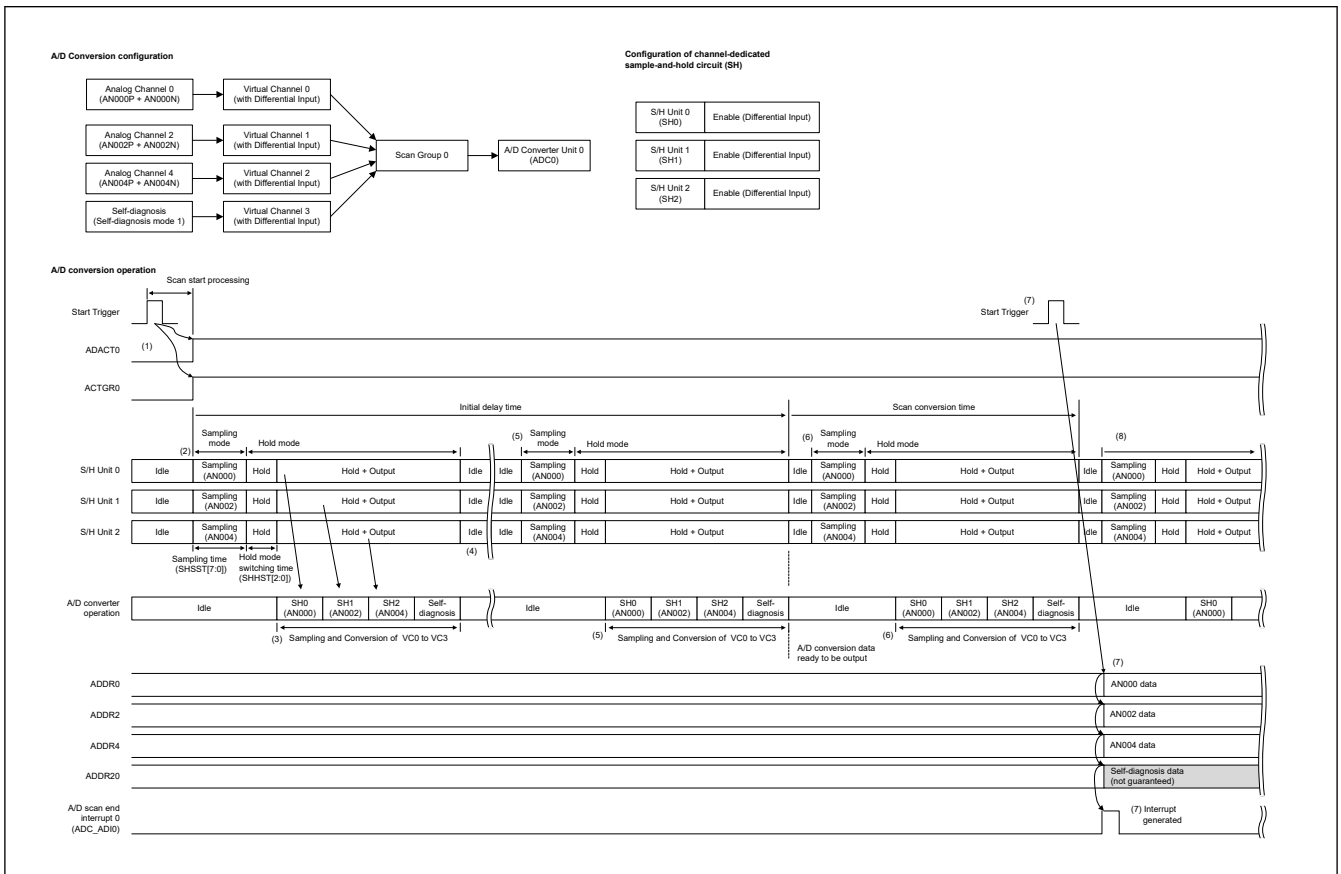 A/D Conversion configuration
Analog Channel 0
(AN000P + AN000N)
Virtual Channel 0
(with Differential Input)
Analog Channel 2
(AN002P + AN002N)
Virtual Channel 1
(with Differential Input)
Analog Channel 4
(AN004P + AN004N)
Virtual Channel 2
(with Differential Input)
Self-diagnosis
(Self-diagnosis mode 1)
Virtual Channel 3
(with Differential Input)
Scan Group 0
A/D Converter Unit 0
(ADC0)
Configuration of channel-dedicated
sample-and-hold circuit (SH)
S/H Unit 0
(SH0)
Enable (Differential Input)
S/H Unit 1
(SH1)
Enable (Differential Input)
S/H Unit 2
(SH2)
Enable (Differential Input)
A/D conversion operation
Scan start processing
Start Trigger
(7)
Start Trigger
(1)
ADACT0
ACTGR0
Initial delay time
Scan conversion time
(2)
Sampling
mode
Hold mode
(5)
Sampling
mode
Hold mode
(6)
Sampling
mode
Hold mode
(8)
S/H Unit 0
Idle
Sampling
(AN000)
Hold
Hold + Output
Idle
Idle
Sampling
(AN000)
Hold
Hold + Output
Idle
Sampling
(AN000)
Hold
Hold + Output
Idle
Sampling
(AN000)
Hold
Hold + Output
S/H Unit 1
Idle
Sampling
(AN002)
Hold
Hold + Output
Idle
Idle
Sampling
(AN002)
Hold
Hold + Output
Idle
Sampling
(AN002)
Hold
Hold + Output
Idle
Sampling
(AN002)
Hold
Hold + Output
S/H Unit 2
Idle
Sampling
(AN004)
Hold
Hold + Output
Idle
Idle
Sampling
(AN004)
Hold
Hold + Output
Idle
Sampling
(AN004)
Hold
Hold + Output
Idle
Sampling
(AN004)
Hold
Hold + Output
Sampling time
(SHSST[7:0])
Hold mode
switching time
(SHHST[2:0])
(4)
A/D converter
operation
Idle
SH0
(AN000)
SH1
(AN002)
SH2
(AN004)
Self-
diagnosis
Idle
SH0
(AN000)
SH1
(AN002)
SH2
(AN004)
Self-
diagnosis
Idle
SH0
(AN000)
SH1
(AN002)
SH2
(AN004)
Self-
diagnosis
Idle
SH0
(AN000)
(3)
Sampling and Conversion of VC0 to VC3
(5)
Sampling and Conversion of VC0 to VC3
A/D conversion data
ready to be output
(6)
Sampling and Conversion of VC0 to VC3
(7)
ADDR0
AN000 data
ADDR2
AN002 data
ADDR4
AN004 data
ADDR20
Self-diagnosis data
(not guaranteed)
A/D scan end
interrupt 0
(ADC_ADI0)
(7) Interrupt
generated